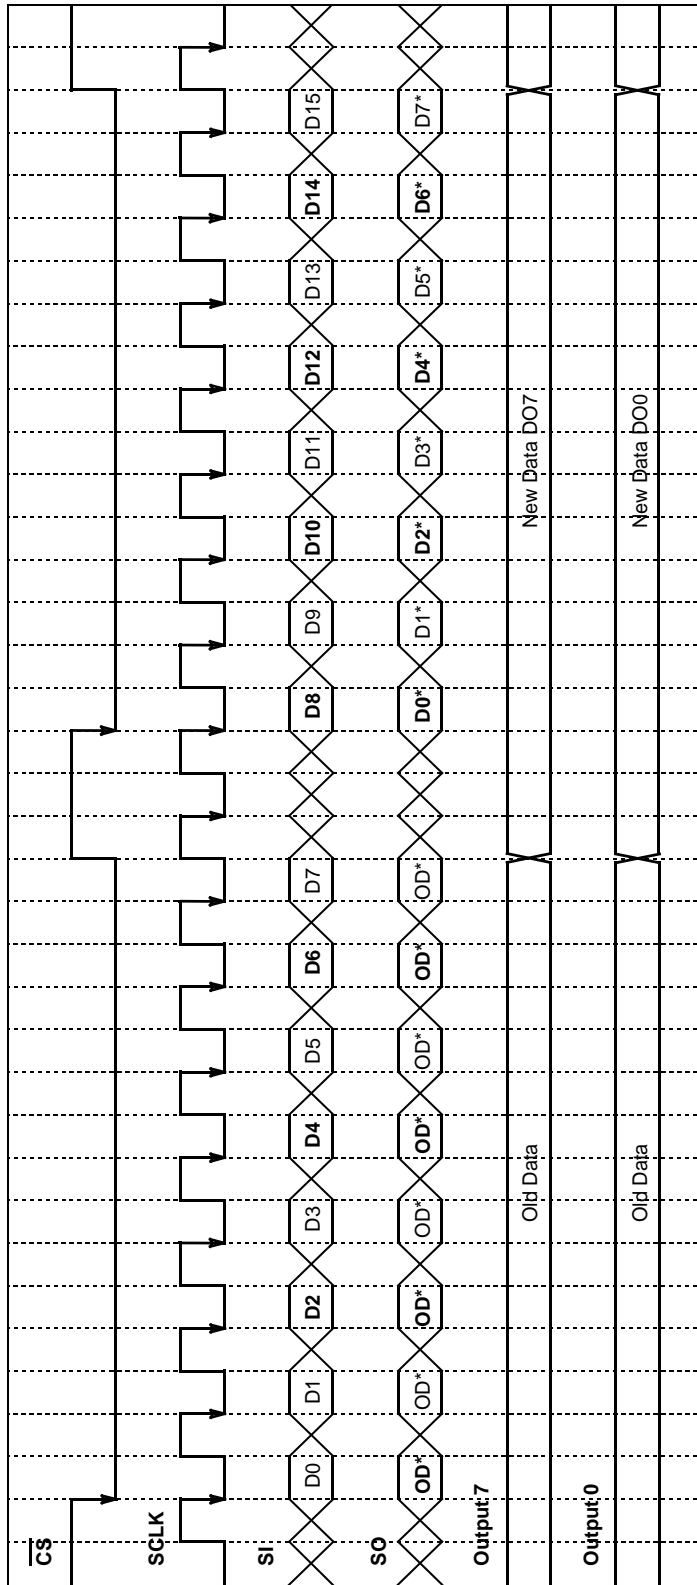 CS
SCLK
SI D0 D1 D2 D3 D4 D5 D6 D7 D8 D9 D10 D11 D12 D13 D14 D15
SO OD* OD* OD* OD* OD* OD* OD* OD* D0* D1* D2* D3* D4* D5* D6* D7*
Output 7 Old Data New Data DO7
Output 0 Old Data New Data DO0